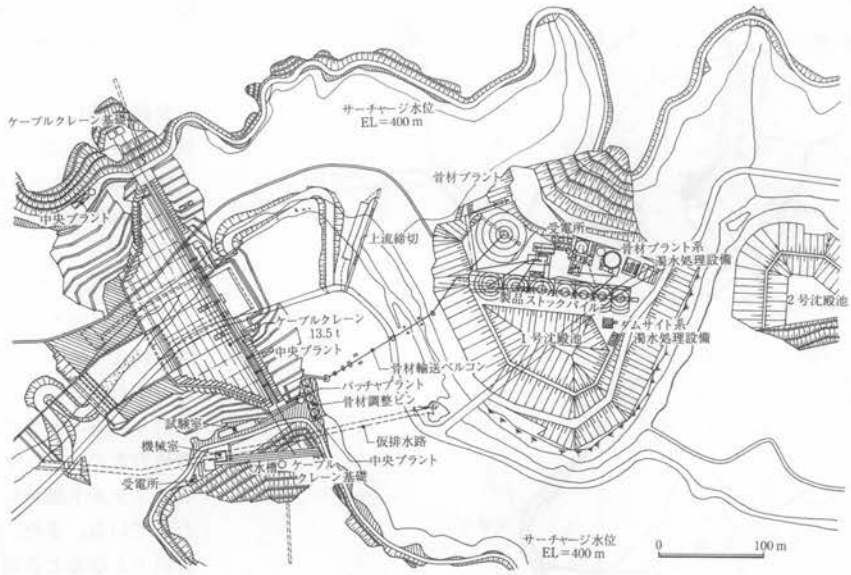 サーチャージ水位
EL=400 m
ケーブルクレーン基礎
中央プラント
骨材プラント
受電所
上流締切
骨材プラント系
濁水処理設備
2号沈殿池
製品ストックパイル
ケーブルクレーン
13.5 t
ダムサイト系
濁水処理設備
1号沈殿池
中央プラント
骨材輸送ベルコン
バッチャプラント
骨材調整ビン
試験室
機械室
仮排水路
中央プラント
水槽
ケーブル
クレーン基礎
受電所
サーチャージ水位
EL=400 m
0
100 m